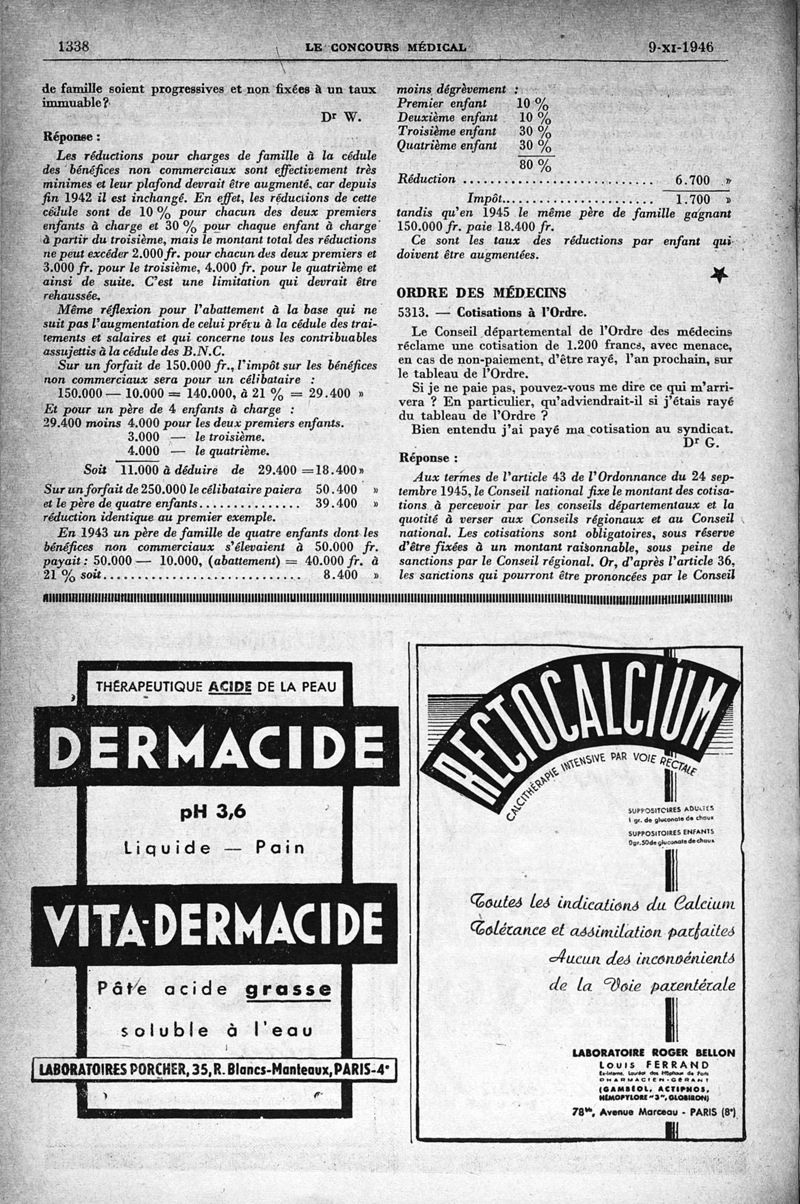 1338
LE CONCOURS MÉDICAL
9-XI-1946
de famille soient progressives et non fixées à un taux
immuable?
Dr W.
Réponse :
Les réductions pour charges de famille à la cédule
des bénéfices non commerciaux sont effectivement très
minimes et leur plafond devrait être augmenté, car depuis
fin 1942 il est inchangé. En effet, les réductions de cette
cédule sont de 10 % pour chacun des deux premiers
enfants à charge et 30 % pour chaque enfant à charge
à partir du troisième, mais le montant total des réductions
ne peut excéder 2.000 fr. pour chacun des deux premiers et
3.000 fr. pour le troisième, 4.000 fr. pour le quatrième et
ainsi de suite. C'est une limitation qui devrait être
rehaussée.
Même réflexion pour l'abattement à la base qui ne
suit pas l'augmentation de celui prévu à la cédule des trai-
tements et salaires et qui concerne tous les contribuables
assujettis à la cédule des B.N.C.
Sur un forfait de 150.000 fr., l'impôt sur les bénéfices
non commerciaux sera pour un célibataire :
150.000 — 10.000 = 140.000, à 21 % = 29.400 »
Et pour un père de 4 enfants à charge :
29.400 moins 4.000 pour les deux premiers enfants.
3.000 — le troisième.
4.000 — le quatrième.
Soit 11.000 à déduire de 29.400 = 18.400 »
Sur un forfait de 250.000 le célibataire paiera 50.400 »
et le père de quatre enfants............... 39.400 »
réduction identique au premier exemple.
En 1943 un père de famille de quatre enfants dont les
bénéfices non commerciaux s'élevaient à 50.000 fr.
payait : 50.000 — 10.000, (abattement) = 40.000 fr. à
21 % soit............................. 8.400 »
moins dégrèvement :
Premier enfant 10 %
Deuxième enfant 10 %
Troisième enfant 30 %
Quatrième enfant 30 %
80 %
Réduction ............................ 6.700 »
Impôt...................... 1.700 »
tandis qu'en 1945 le même père de famille gagnant
150.000 fr. paie 18.400 fr.
Ce sont les taux des réductions par enfant qui
doivent être augmentées.
ORDRE DES MÉDECINS
5313. — Cotisations à l'Ordre.
Le Conseil départemental de l'Ordre des médecins
réclame une cotisation de 1.200 francs, avec menace,
en cas de non-paiement, d'être rayé, l'an prochain, sur
le tableau de l'Ordre.
Si je ne paie pas, pouvez-vous me dire ce qui m'arri-
vera ? En particulier, qu'adviendrait-il si j'étais rayé
du tableau de l'Ordre ?
Bien entendu j'ai payé ma cotisation au syndicat.
Dr G.
Réponse :
Aux termes de l'article 43 de l'Ordonnance du 24 sep-
tembre 1945, le Conseil national fixe le montant des cotisa-
tions à percevoir par les conseils départementaux et la
quotité à verser aux Conseils régionaux et au Conseil
national. Les cotisations sont obligatoires, sous réserve
d'être fixées à un montant raisonnable, sous peine de
sanctions par le Conseil régional. Or, d'après l'article 36,
les sanctions qui pourront être prononcées par le Conseil
THÉRAPEUTIQUE ACIDE DE LA PEAU
DERMACIDE
pH 3,6
Liquide — Pain
VITA-DERMACIDE
Pâte acide grasse
soluble à l'eau
LABORATOIRES PORCHER, 35, R. Blancs-Manteaux, PARIS-4e
RECTOCALCIUM
CALCITHÉRAPIE INTENSIVE PAR VOIE RECTALE
SUPPOSITOIRES ADULTES
1 gr. de gluconate de chaux
SUPPOSITOIRES ENFANTS
0gr.50 de gluconate de chaux
Toutes les indications du Calcium
Tolérance et assimilation parfaites
Aucun des inconvénients
de la Voie parentérale
LABORATOIRE ROGER BELLON
LOUIS FERRAND
Ex-Interne, Lauréat des Hôpitaux de Paris
PHARMACIEN-GÉRANT
(GAMBÉOL, ACTIPHOS,
HÉMOPYLORE "3", GLOBIRON)
78bis, Avenue Marceau - PARIS (8e)